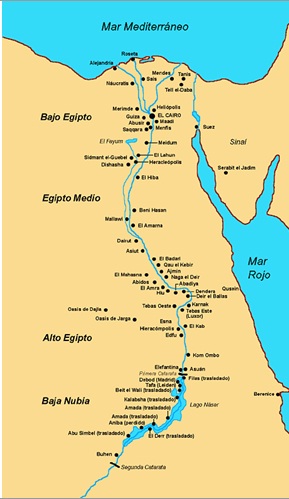 Mar Mediterráneo
Roseta
Alejandría
Mendes
Tanis
Sais
Tell el-Daba
Náucratis
Merimde
Heliópolis
Bajo Egipto
Guiza
EL CAIRO
Abusir
Maadi
Saqqara
Menfis
Suez
El Fayum
Meidum
Sinaí
Sidmant el-Guebel
El Lahun
Dishasha
Heracleópolis
Serabit el Jadim
El Hiba
Egipto Medio
Beni Hasan
Mallawi
El Amarna
Dairut
Asiut
El Badari
Qau el Kebir
Mar
Rojo
El Mahasna
Ajmin
Naga ed Deir
Abidos
Abadiya
El Amra
Hiu
Dendera
Quseir
Deir el Ballas
Oasis de Dejla
Tebas Oeste
Karnak
Tebas Este
(Luxor)
Oasis de Jarga
Esna
El Kab
Hieracómpolis
Edfu
Alto Egipto
Kom Ombo
Elefantina
Asuán
Primera Catarata
Filas (trasladado)
Debod (Madrid)
Tafa (Leiden)
Beit el Wali (trasladado)
Baja Nubia
Kalabsha (trasladado)
Lago Náser
Berenice
Amada (trasladado)
Amada (trasladado)
Aniba (perdido)
Abu Simbel (trasladado)
El Derr (trasladado)
Buhen
Segunda Catarata